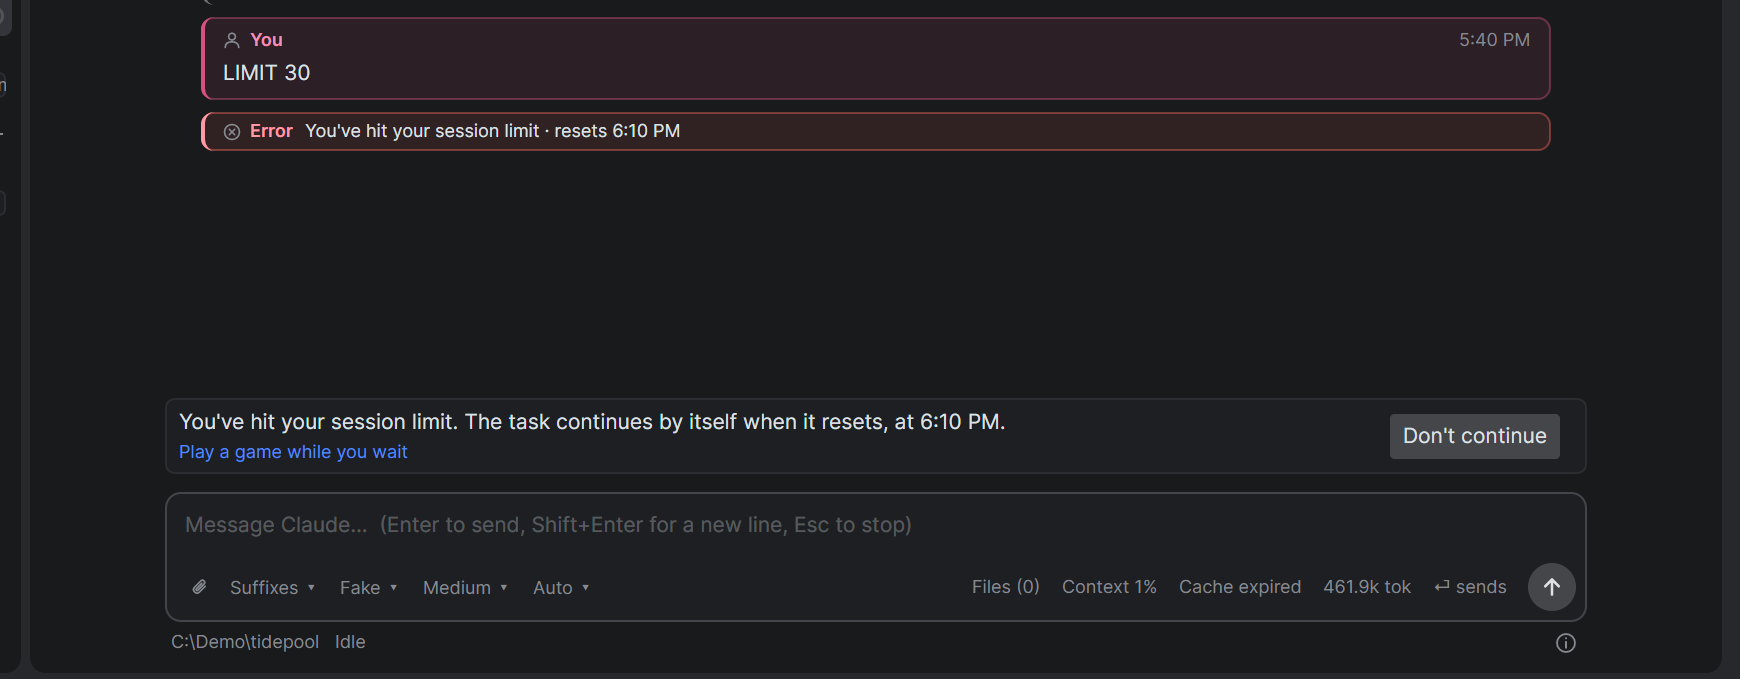 You 5:40 PM
LIMIT 30
Error You've hit your session limit · resets 6:10 PM
You've hit your session limit. The task continues by itself when it resets, at 6:10 PM.
Don't continue
Play a game while you wait
Message Claude... (Enter to send, Shift+Enter for a new line, Esc to stop)
Suffixes Fake Medium Auto Files (0) Context 1% Cache expired 461.9k tok ↵ sends
C:\Demo\tidepool Idle